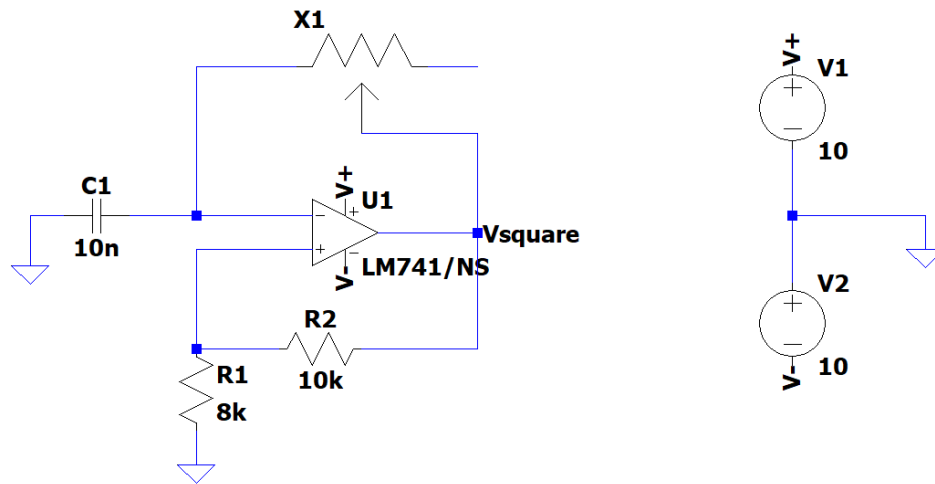 X1
V+
V1
10
C1
10n
V+
U1
Vsquare
V-
LM741/NS
R2
10k
R1
8k
V2
10
V-